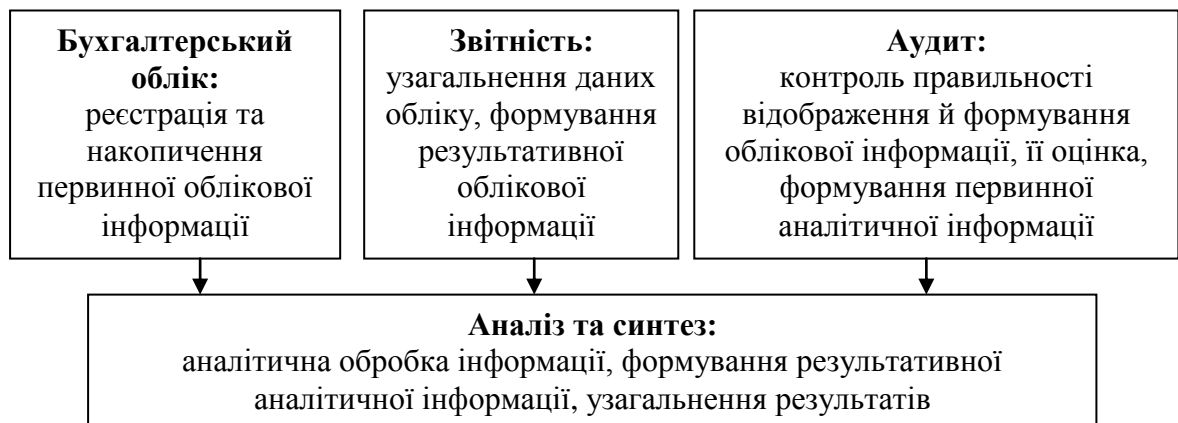 Бухгалтерський
облік:
реєстрація та
накопичення
первинної облікової
інформації
Звітність:
узагальнення даних
обліку, формування
результативної
облікової
інформації
Аудит:
контроль правильності
відображення й формування
облікової інформації, її оцінка,
формування первинної
аналітичної інформації
Аналіз та синтез:
аналітична обробка інформації, формування результативної
аналітичної інформації, узагальнення результатів